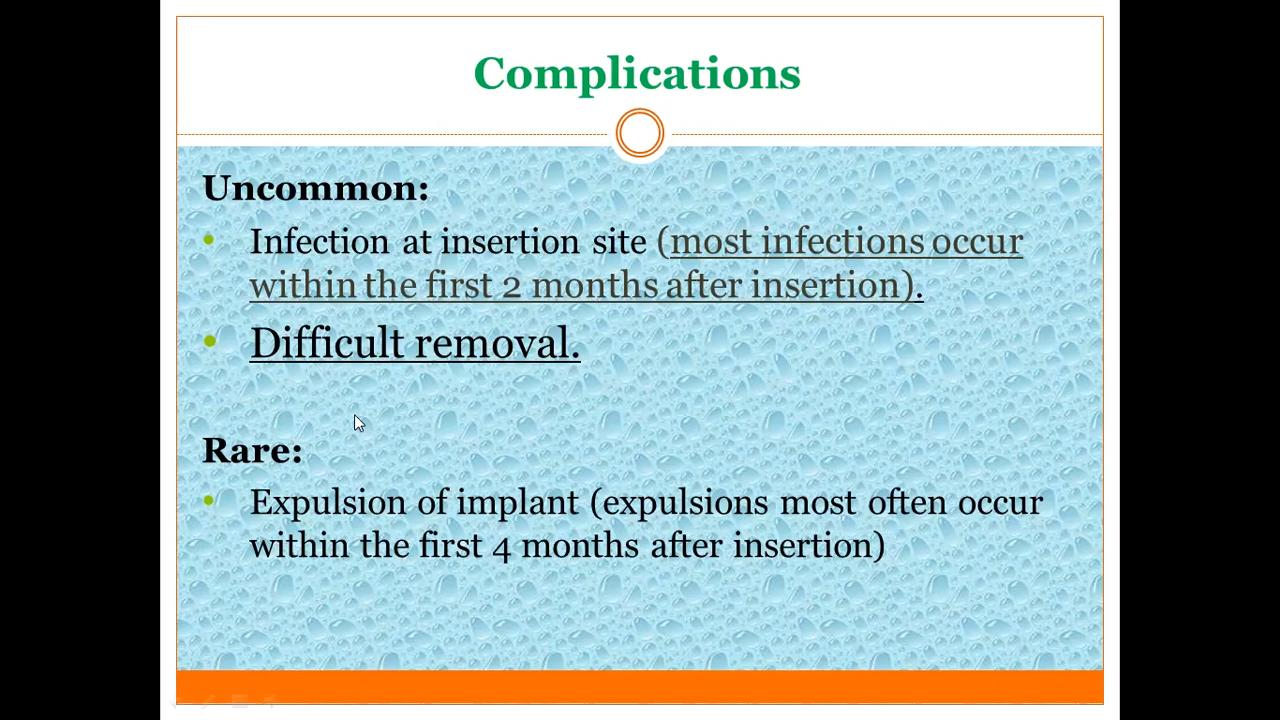 Complications
Uncommon:
• Infection at insertion site (most infections occur
within the first 2 months after insertion).
• Difficult removal.
Rare:
• Expulsion of implant (expulsions most often occur
within the first 4 months after insertion)